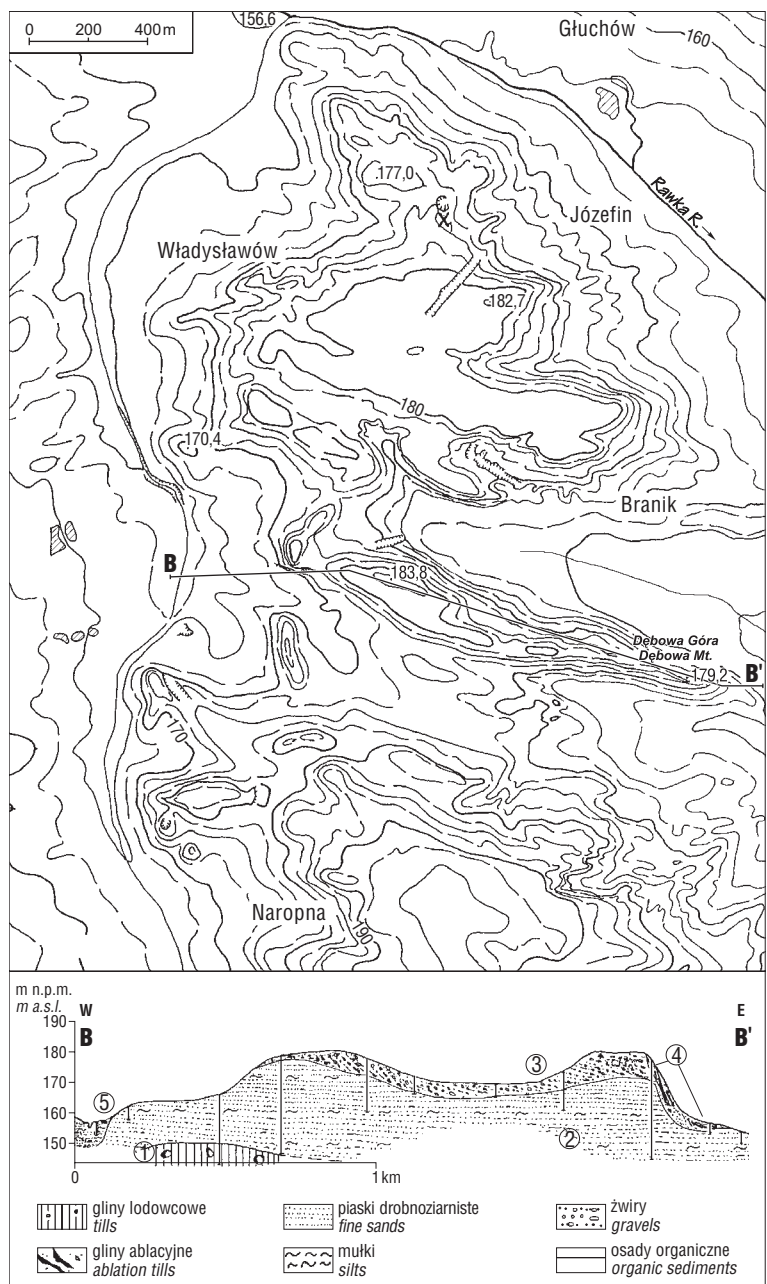 0 200 400 m
156,6
Głuchów
160
.177,0
Rawka R.
Józefin
Władysławów
182,7
180
170,4
Branik
B
183,8
Dębowa Góra
Dębowa Mt.
B'
179,2
170
Naropna
190
m n.p.m.
m a.s.l.
W
E
B
B'
190
180
170
160
150
5
1
3
2
4
0
1 km
gliny lodowcowe
tills
piaski drobnoziarniste
fine sands
żwiry
gravels
gliny ablacyjne
ablation tills
mułki
silts
osady organiczne
organic sediments